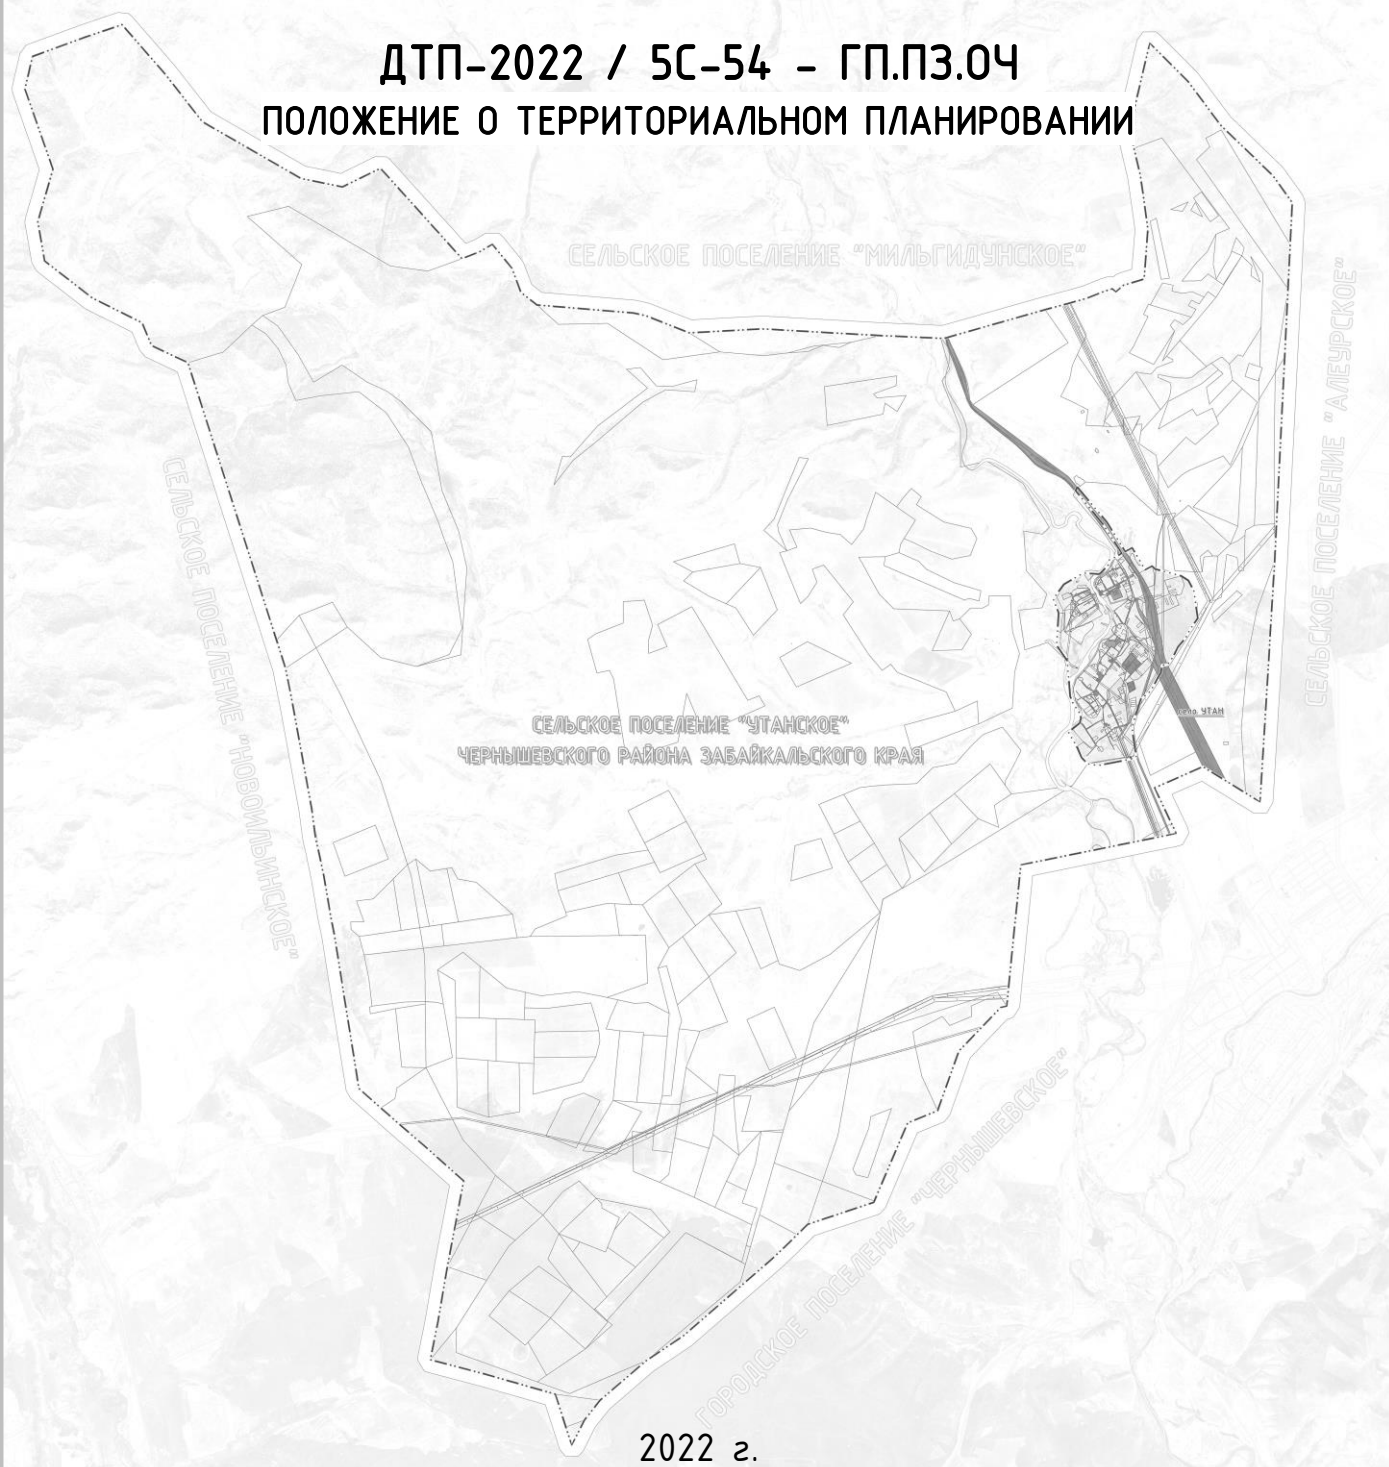 ДТП-2022 / 5С-54 - ГП.ПЗ.ОЧ
ПОЛОЖЕНИЕ О ТЕРРИТОРИАЛЬНОМ ПЛАНИРОВАНИИ
СЕЛЬСКОЕ ПОСЕЛЕНИЕ "МИЛЬГИДУНСКОЕ"
СЕЛЬСКОЕ ПОСЕЛЕНИЕ "АЛЕУРСКОЕ"
СЕЛЬСКОЕ ПОСЕЛЕНИЕ "НОВОИЛЬИНСКОЕ"
УТАН
СЕЛЬСКОЕ ПОСЕЛЕНИЕ "УТАНСКОЕ"
ЧЕРНЫШЕВСКОГО РАЙОНА ЗАБАЙКАЛЬСКОГО КРАЯ
ГОРОДСКОЕ ПОСЕЛЕНИЕ "ЧЕРНЫШЕВСКОЕ"
2022 г.